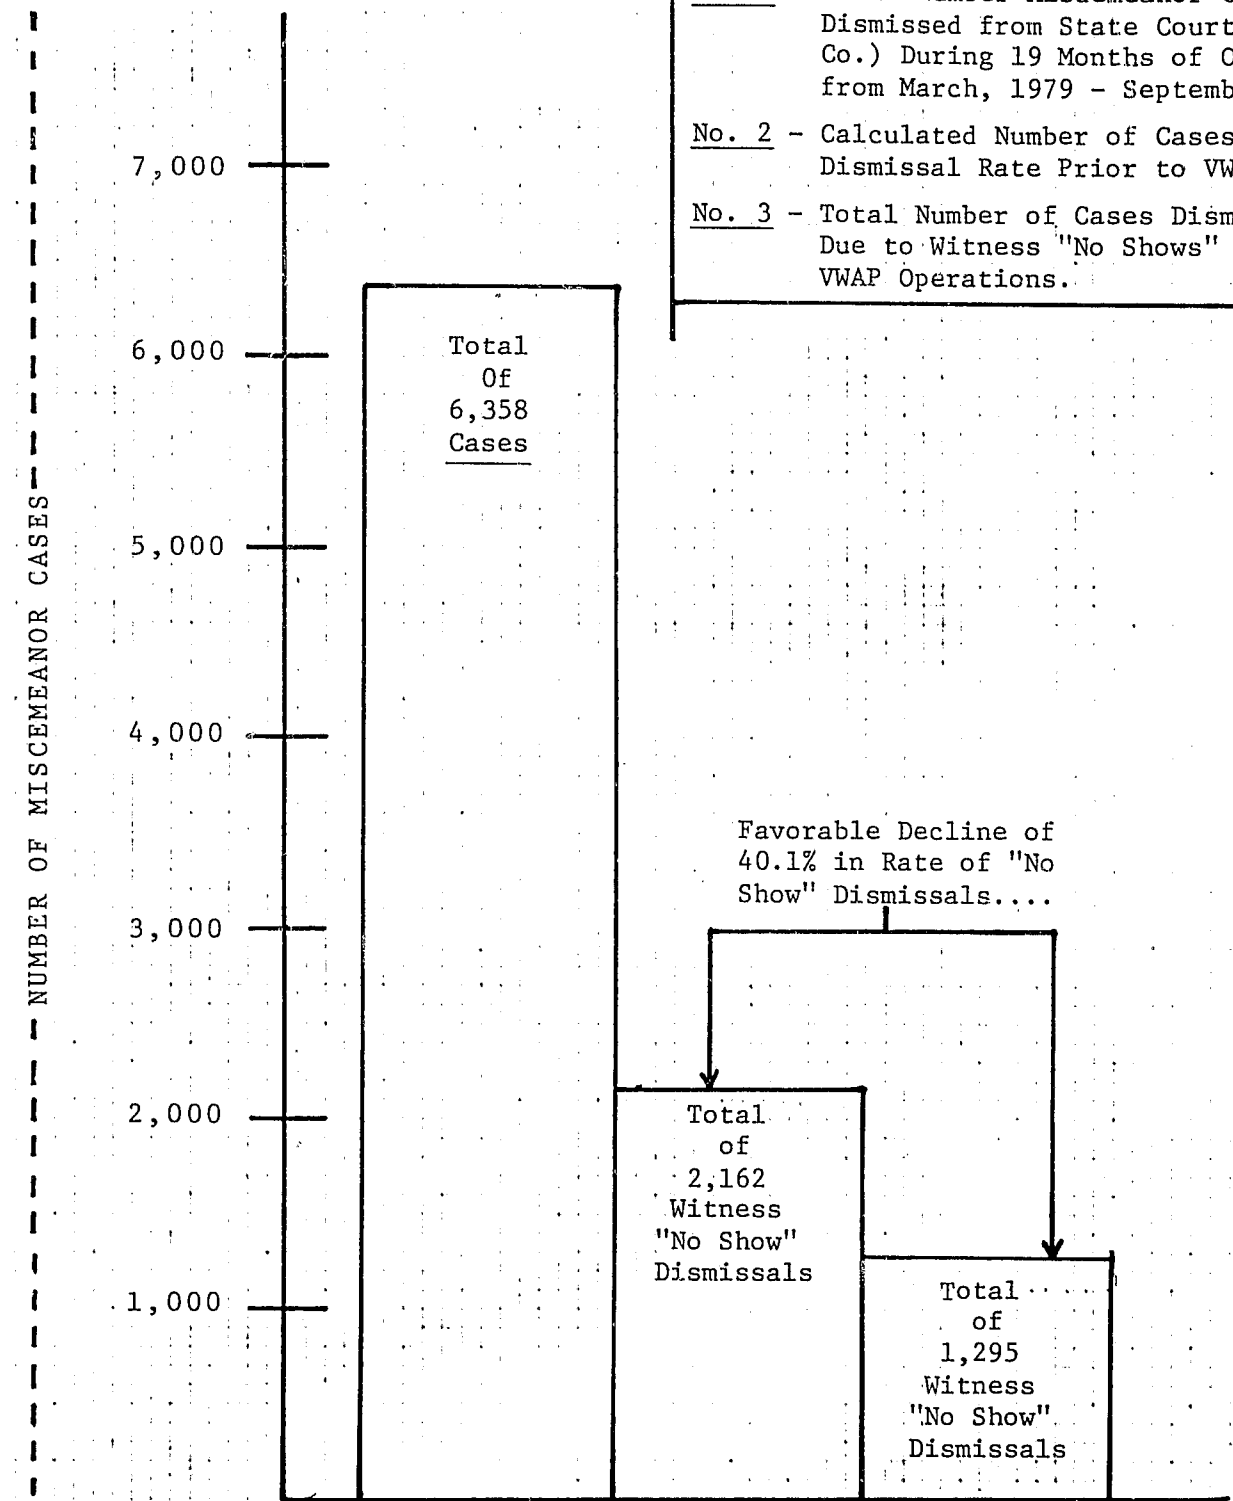 Dismissed from State Court
Co.) During 19 Months of
from March, 1979 -
No. 2 - Calculated Number of Cases
Dismissal Rate Prior to
No. 3 - Total Number of Cases
Due to Witness "No Shows"
VWAP Operations.
NUMBER OF MISCEMEANOR CASES
7,000
6,000
5,000
4,000
3,000
2,000
1,000
Total
Of
6,358
Cases
Favorable Decline of
40.1% in Rate of "No
Show" Dismissals....
Total
of
2,162
Witness
"No Show"
Dismissals
Total
of
1,295
Witness
"No Show"
Dismissals